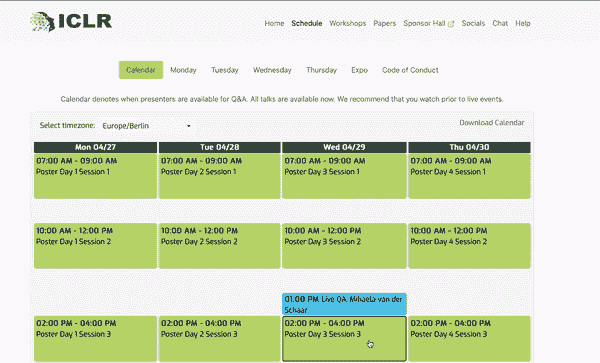 ICLR
Home Schedule Workshops Papers Sponsor Hall Socials Chat Help
Calendar Monday Tuesday Wednesday Thursday Expo Code of Conduct
Calendar denotes when presenters are available for Q&A. All talks are available now. We recommend that you watch prior to live events.
Select timezone: Europe/Berlin Download Calendar
Mon 04/27 Tue 04/28 Wed 04/29 Thu 04/30
07:00 AM - 09:00 AM 07:00 AM - 09:00 AM 07:00 AM - 09:00 AM 07:00 AM - 09:00 AM
Poster Day 1 Session 1 Poster Day 2 Session 1 Poster Day 3 Session 1 Poster Day 4 Session 1
10:00 AM - 12:00 PM 10:00 AM - 12:00 PM 10:00 AM - 12:00 PM 10:00 AM - 12:00 PM
Poster Day 1 Session 2 Poster Day 2 Session 2 Poster Day 3 Session 2 Poster Day 4 Session 2
01:00 PM Live QA: Mihaela van der
Schaar
02:00 PM - 04:00 PM 02:00 PM - 04:00 PM 02:00 PM - 04:00 PM 02:00 PM - 04:00 PM
Poster Day 1 Session 3 Poster Day 2 Session 3 Poster Day 3 Session 3 Poster Day 4 Session 3